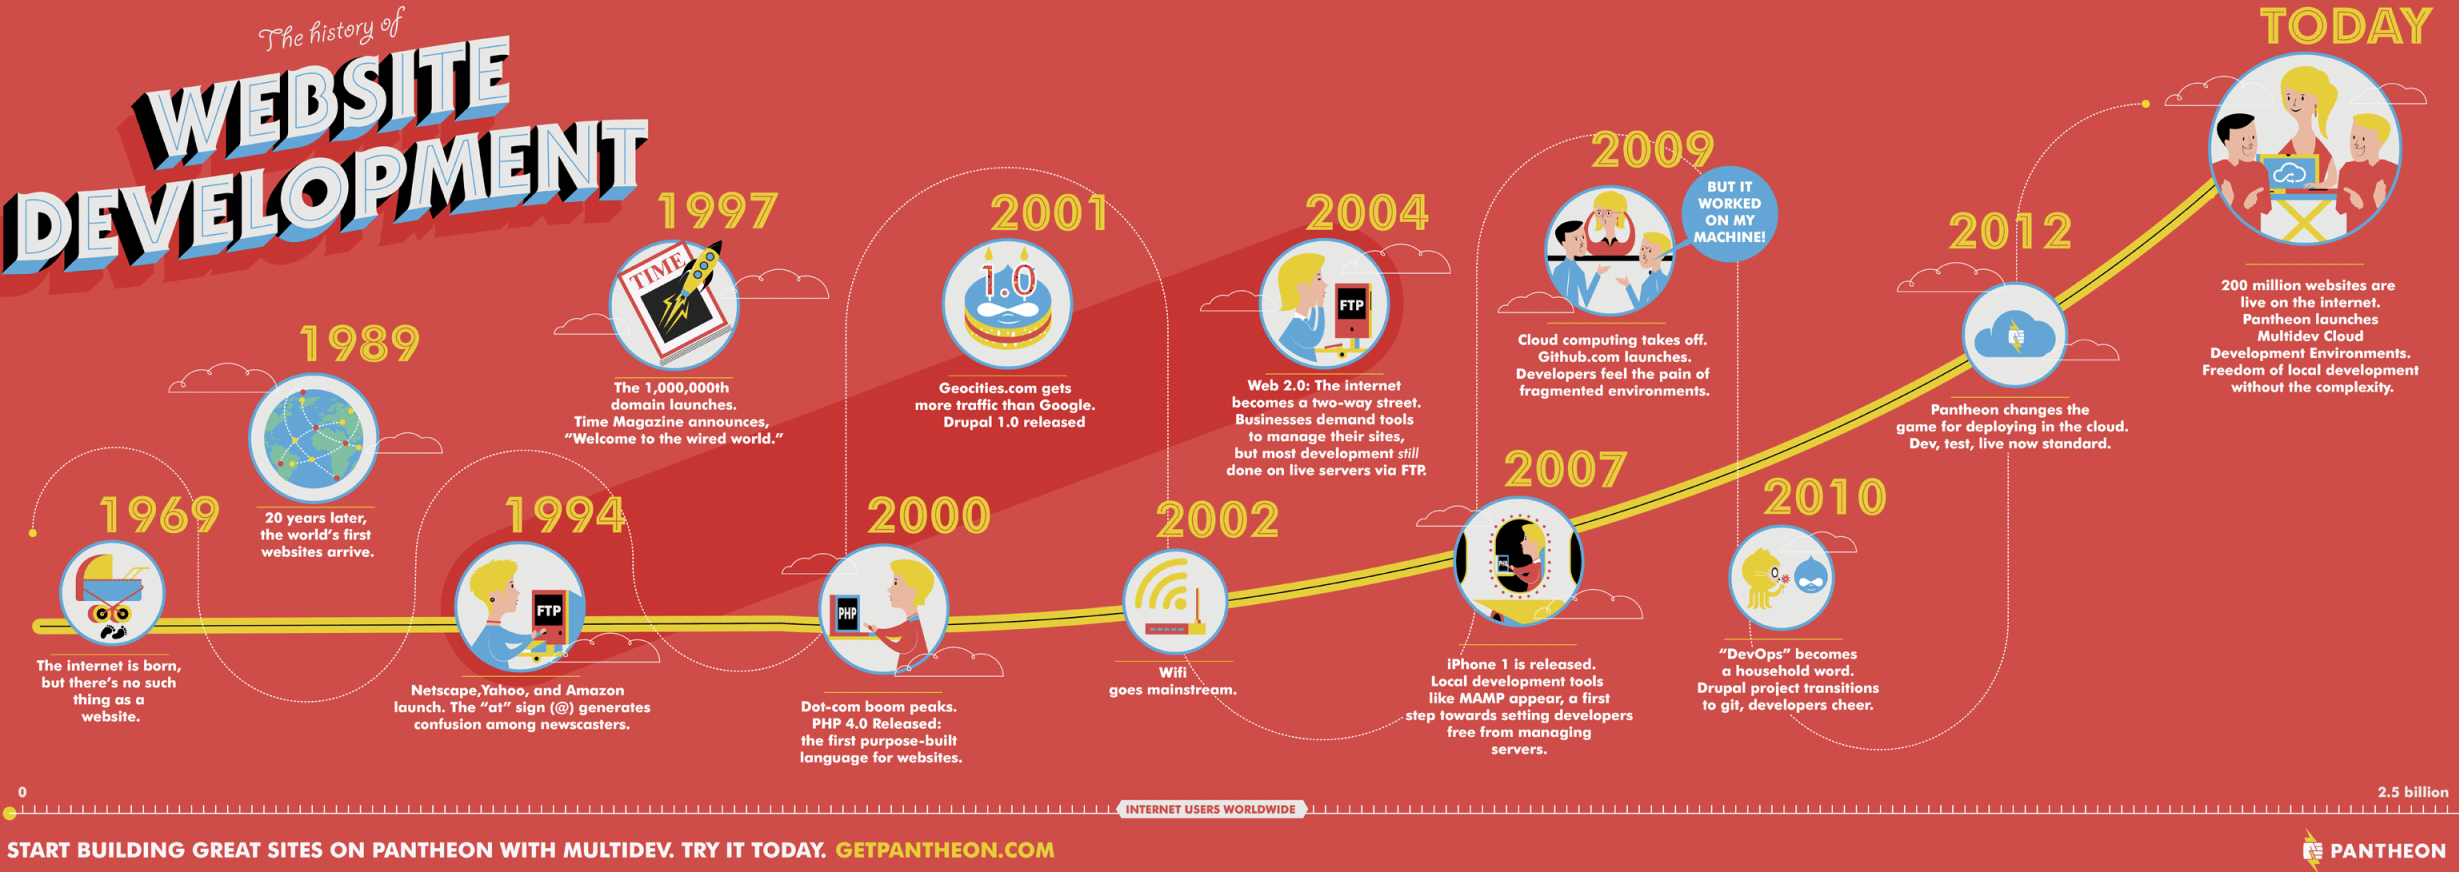 The history of
WEBSITE
DEVELOPMENT
1969
The internet is born,
but there's no such
thing as a
website.
1989
20 years later,
the world's first
websites arrive.
1994
FTP
Netscape,Yahoo, and Amazon
launch. The "at" sign (@) generates
confusion among newscasters.
1997
TIME
The 1,000,000th
domain launches.
Time Magazine announces,
"Welcome to the wired world."
2000
PHP
Dot-com boom peaks.
PHP 4.0 Released:
the first purpose-built
language for websites.
2001
1.0
Geocities.com gets
more traffic than Google.
Drupal 1.0 released
2002
Wifi
goes mainstream.
2004
FTP
Web 2.0: The internet
becomes a two-way street.
Businesses demand tools
to manage their sites,
but most development still
done on live servers via FTP.
2007
PHP
iPhone 1 is released.
Local development tools
like MAMP appear, a first
step towards setting developers
free from managing
servers.
2009
BUT IT
WORKED
ON MY
MACHINE!
Cloud computing takes off.
Github.com launches.
Developers feel the pain of
fragmented environments.
2010
"DevOps" becomes
a household word.
Drupal project transitions
to git, developers cheer.
2012
Pantheon changes the
game for deploying in the cloud.
Dev, test, live now standard.
TODAY
200 million websites are
live on the internet.
Pantheon launches
Multidev Cloud
Development Environments.
Freedom of local development
without the complexity.
0
INTERNET USERS WORLDWIDE
2.5 billion
START BUILDING GREAT SITES ON PANTHEON WITH MULTIDEV. TRY IT TODAY. GETPANTHEON.COM
PANTHEON